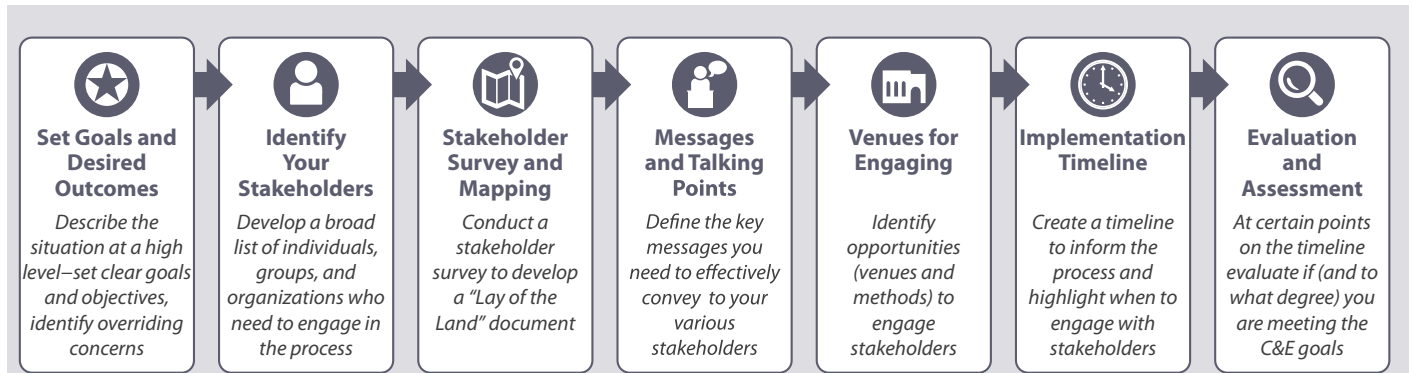 Set Goals and
Desired
Outcomes
Describe the
situation at a high
level–set clear goals
and objectives,
identify overriding
concerns
Identify
Your
Stakeholders
Develop a broad
list of individuals,
groups, and
organizations who
need to engage in
the process
Stakeholder
Survey and
Mapping
Conduct a
stakeholder
survey to develop
a “Lay of the
Land” document
Messages
and Talking
Points
Define the key
messages you
need to effectively
convey to your
various
stakeholders
Venues for
Engaging
Identify
opportunities
(venues and
methods) to
engage
stakeholders
Implementation
Timeline
Create a timeline
to inform the
process and
highlight when to
engage with
stakeholders
Evaluation
and
Assessment
At certain points
on the timeline
evaluate if (and to
what degree) you
are meeting the
C&E goals